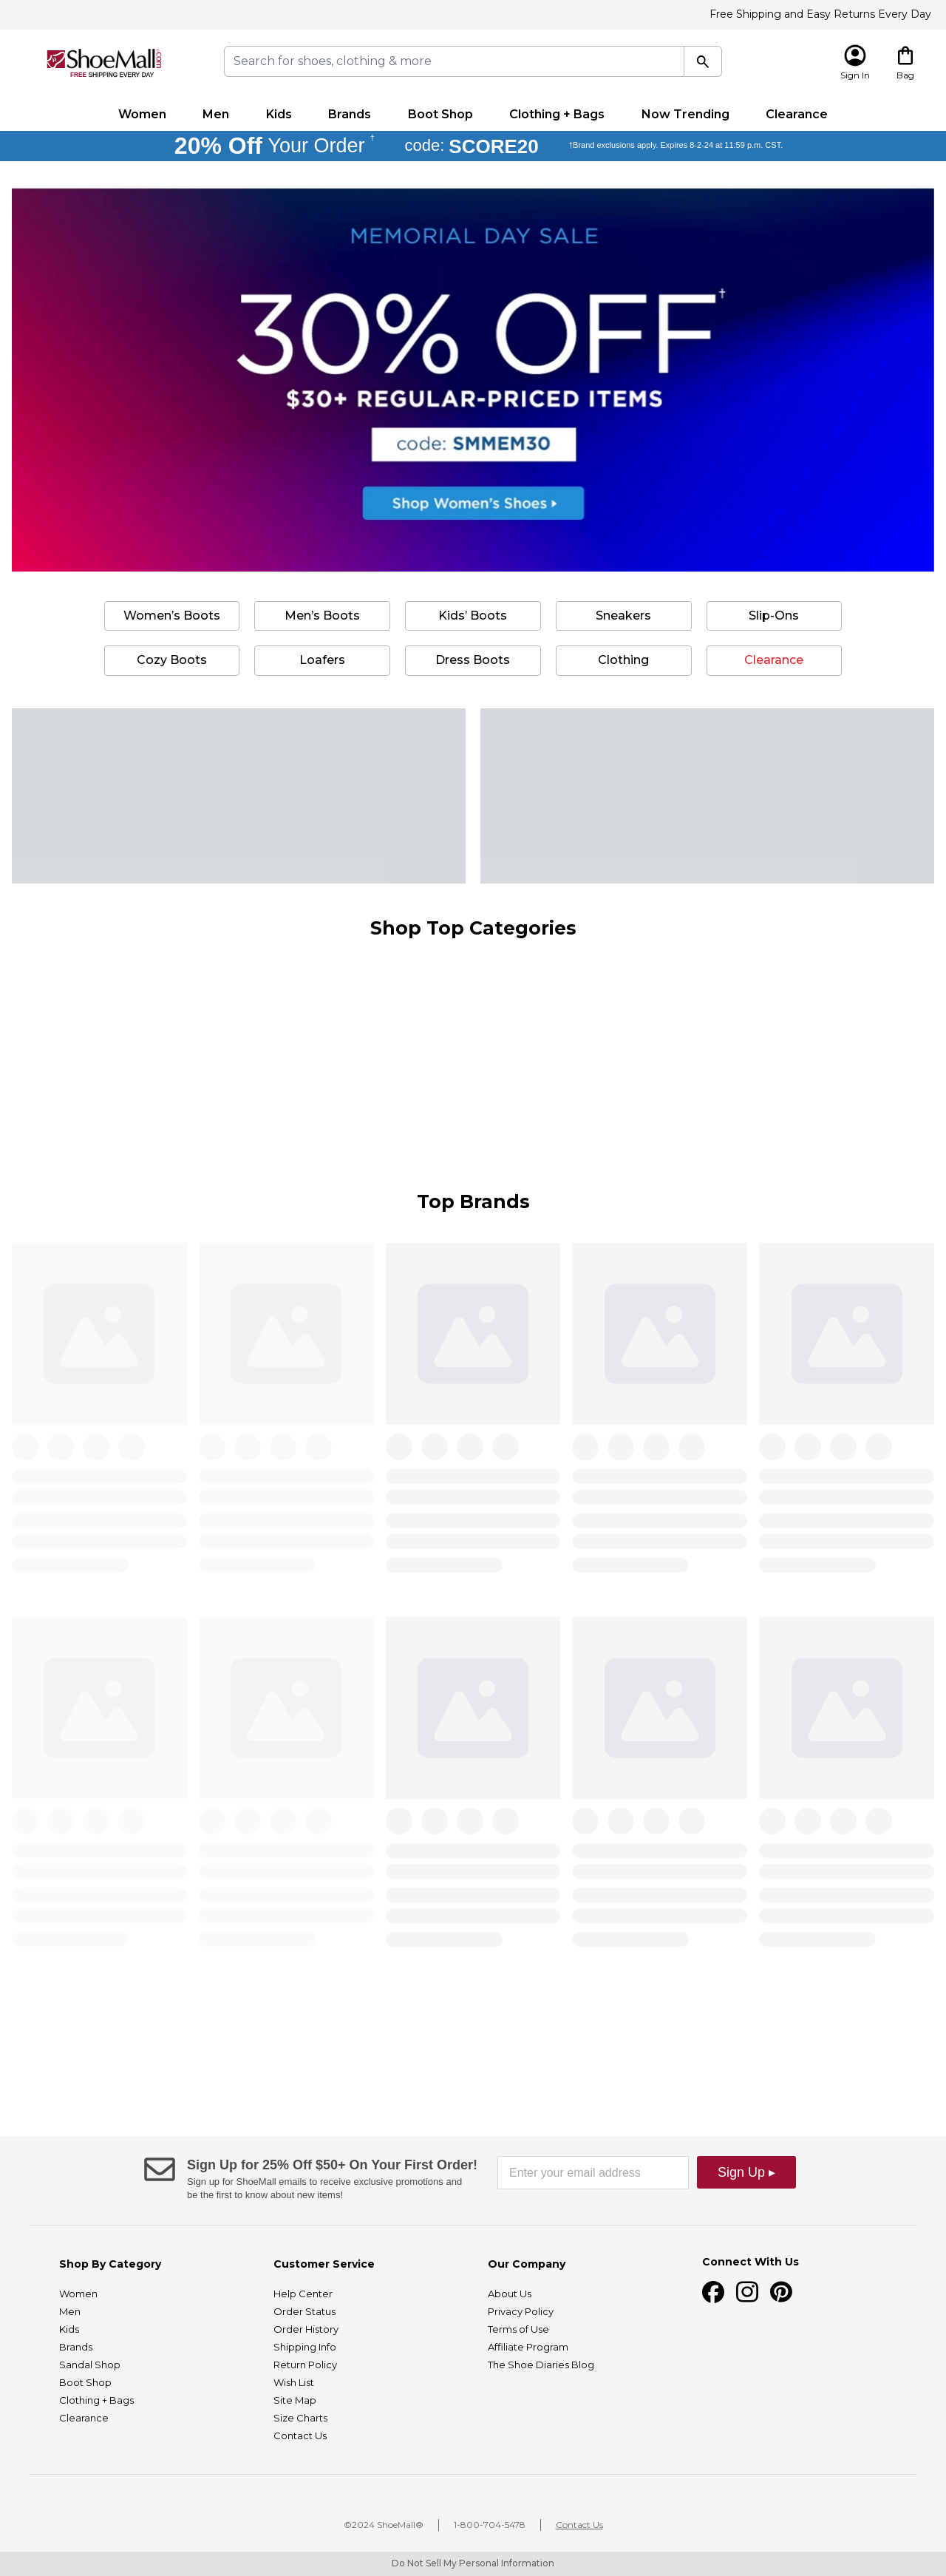 Free Shipping and Easy Returns Every Day
ShoeMall.com
FREE SHIPPING EVERY DAY
Search for shoes, clothing & more
Sign In
Bag
Women
Men
Kids
Brands
Boot Shop
Clothing + Bags
Now Trending
Clearance
20% Off Your Order † code: SCORE20 †Brand exclusions apply. Expires 8-2-24 at 11:59 p.m. CST.
MEMORIAL DAY SALE
30% OFF†
$30+ REGULAR-PRICED ITEMS
code: SMMEM30
Shop Women's Shoes ▸
Women’s Boots
Men’s Boots
Kids’ Boots
Sneakers
Slip-Ons
Cozy Boots
Loafers
Dress Boots
Clothing
Clearance
Shop Top Categories
Top Brands
Sign Up for 25% Off $50+ On Your First Order!
Sign up for ShoeMall emails to receive exclusive promotions and
be the first to know about new items!
Enter your email address
Sign Up ▸
Shop By Category
Women
Men
Kids
Brands
Sandal Shop
Boot Shop
Clothing + Bags
Clearance
Customer Service
Help Center
Order Status
Order History
Shipping Info
Return Policy
Wish List
Site Map
Size Charts
Contact Us
Our Company
About Us
Privacy Policy
Terms of Use
Affiliate Program
The Shoe Diaries Blog
Connect With Us
©2024 ShoeMall®
1-800-704-5478
Contact Us
Do Not Sell My Personal Information